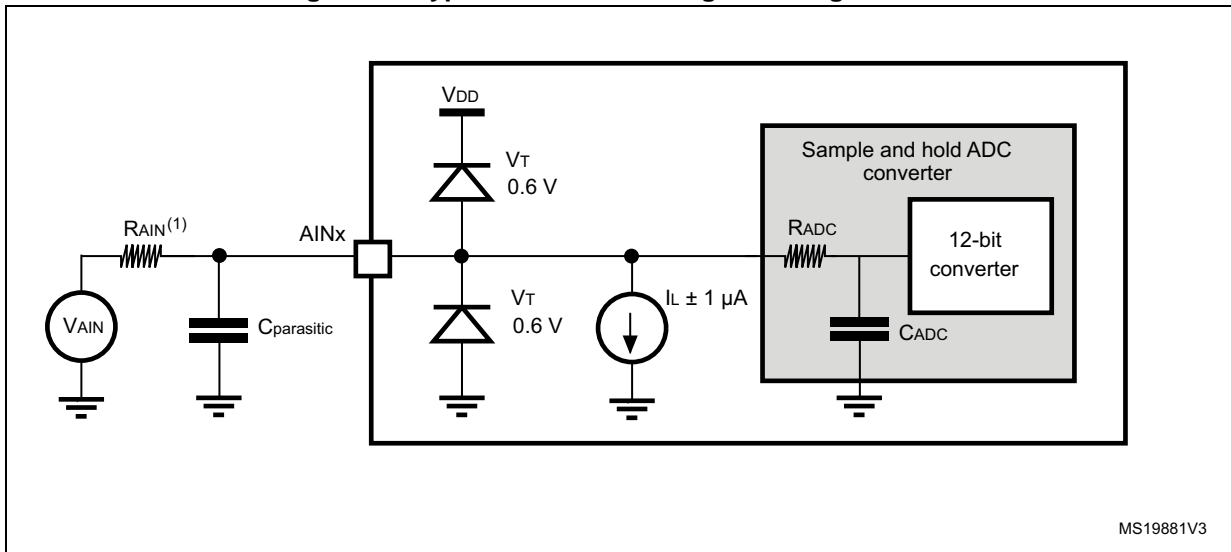 VDD
VT
0.6 V
Sample and hold ADC
converter
RAIN(1)
AINx
RADC
12-bit
converter
VAIN
Cparasitic
VT
0.6 V
IL ± 1 µA
CADC
MS19881V3